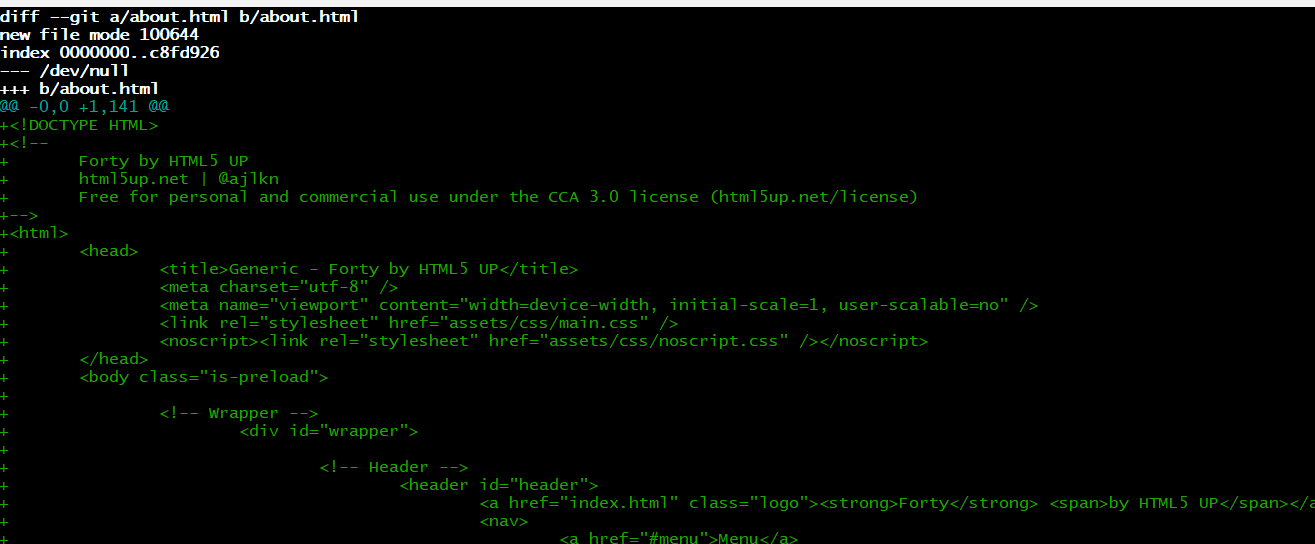 diff --git a/about.html b/about.html
new file mode 100644
index 0000000..c8fd926
--- /dev/null
+++ b/about.html
@@ -0,0 +1,141 @@
+<!DOCTYPE HTML>
+<!--
+       Forty by HTML5 UP
+       html5up.net | @ajlkn
+       Free for personal and commercial use under the CCA 3.0 license (html5up.net/license)
+-->
+<html>
+       <head>
+               <title>Generic - Forty by HTML5 UP</title>
+               <meta charset="utf-8" />
+               <meta name="viewport" content="width=device-width, initial-scale=1, user-scalable=no" />
+               <link rel="stylesheet" href="assets/css/main.css" />
+               <noscript><link rel="stylesheet" href="assets/css/noscript.css" /></noscript>
+       </head>
+       <body class="is-preload">
+
+               <!-- Wrapper -->
+                       <div id="wrapper">
+
+                               <!-- Header -->
+                                       <header id="header">
+                                               <a href="index.html" class="logo"><strong>Forty</strong> <span>by HTML5 UP</span></a
+                                               <nav>
+                                                       <a href="#menu">Menu</a>